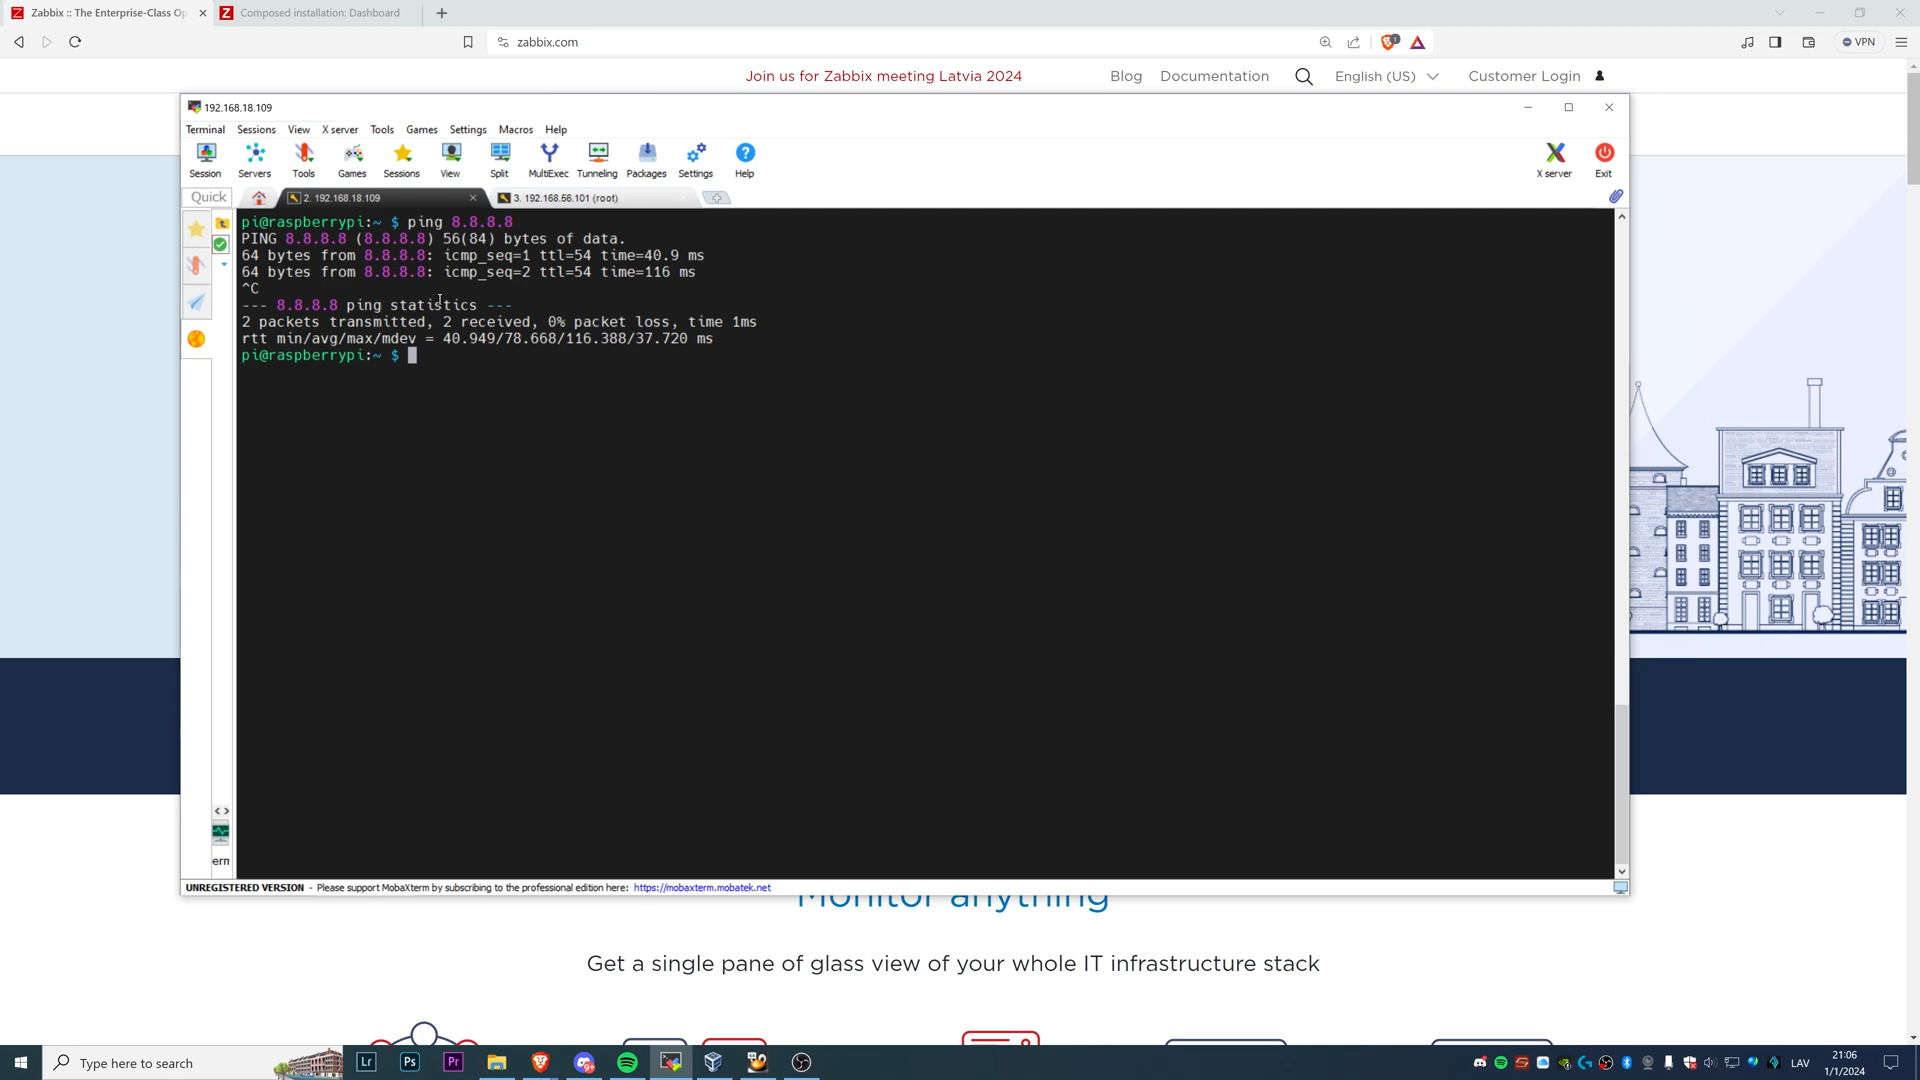 Zabbix :: The Enterprise-Class Op
Composed installation: Dashboard
zabbix.com
VPN
Join us for Zabbix meeting Latvia 2024
Blog Documentation English (US) Customer Login
192.168.18.109
Terminal Sessions View X server Tools Games Settings Macros Help
Session Servers Tools Games Sessions View Split MultiExec Tunneling Packages Settings Help X server Exit
Quick
2. 192.168.18.109
3. 192.168.56.101 (root)
pi@raspberrypi:~ $ ping 8.8.8.8
PING 8.8.8.8 (8.8.8.8) 56(84) bytes of data.
64 bytes from 8.8.8.8: icmp_seq=1 ttl=54 time=40.9 ms
64 bytes from 8.8.8.8: icmp_seq=2 ttl=54 time=116 ms
^C
--- 8.8.8.8 ping statistics ---
2 packets transmitted, 2 received, 0% packet loss, time 1ms
rtt min/avg/max/mdev = 40.949/78.668/116.388/37.720 ms
pi@raspberrypi:~ $
erm
UNREGISTERED VERSION - Please support MobaXterm by subscribing to the professional edition here: https://mobaxterm.mobatek.net
Monitor anything
Get a single pane of glass view of your whole IT infrastructure stack
Type here to search
Lr Ps Pr
LAV
21:06
1/1/2024